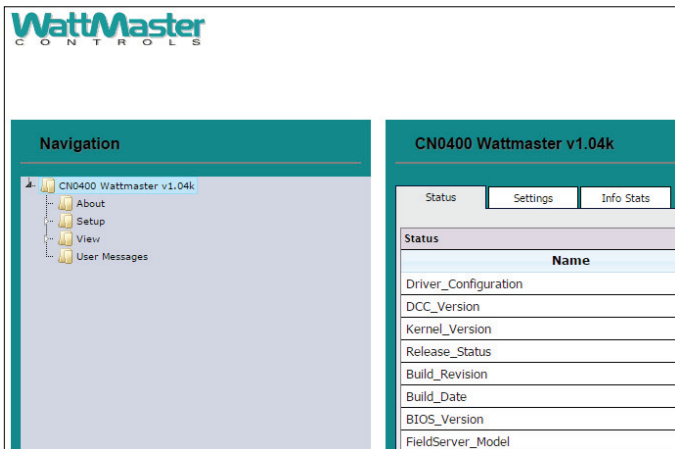 WattMaster
CONTROLS
Navigation
CN0400 Wattmaster v1.04k
About
Setup
View
User Messages
CN0400 Wattmaster v1.04k
Status Settings Info Stats
Status
Name
Driver_Configuration
DCC_Version
Kernel_Version
Release_Status
Build_Revision
Build_Date
BIOS_Version
FieldServer_Model